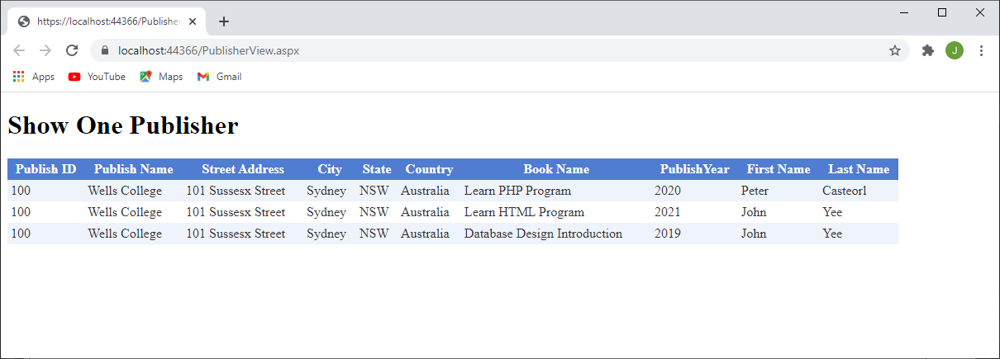 https://localhost:44366/Publisher
localhost:44366/PublisherView.aspx
J
Apps YouTube Maps Gmail
Show One Publisher
Publish ID Publish Name Street Address City State Country Book Name PublishYear First Name Last Name
100 Wells College 101 Sussesx Street Sydney NSW Australia Learn PHP Program 2020 Peter Casteorl
100 Wells College 101 Sussesx Street Sydney NSW Australia Learn HTML Program 2021 John Yee
100 Wells College 101 Sussesx Street Sydney NSW Australia Database Design Introduction 2019 John Yee